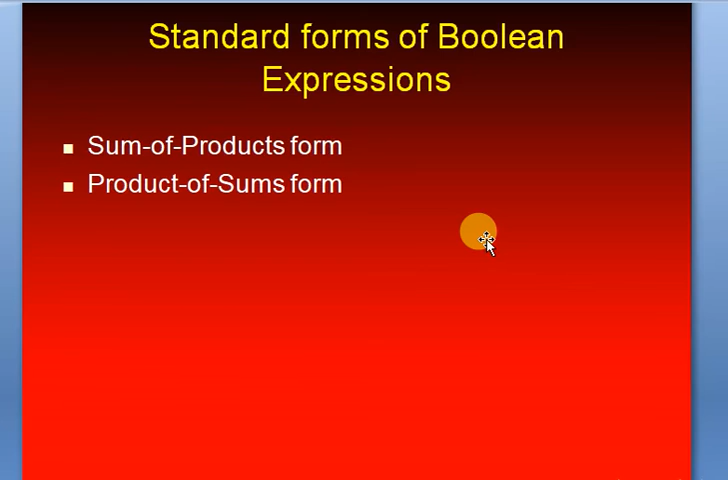 Standard forms of Boolean
Expressions
Sum-of-Products form
Product-of-Sums form